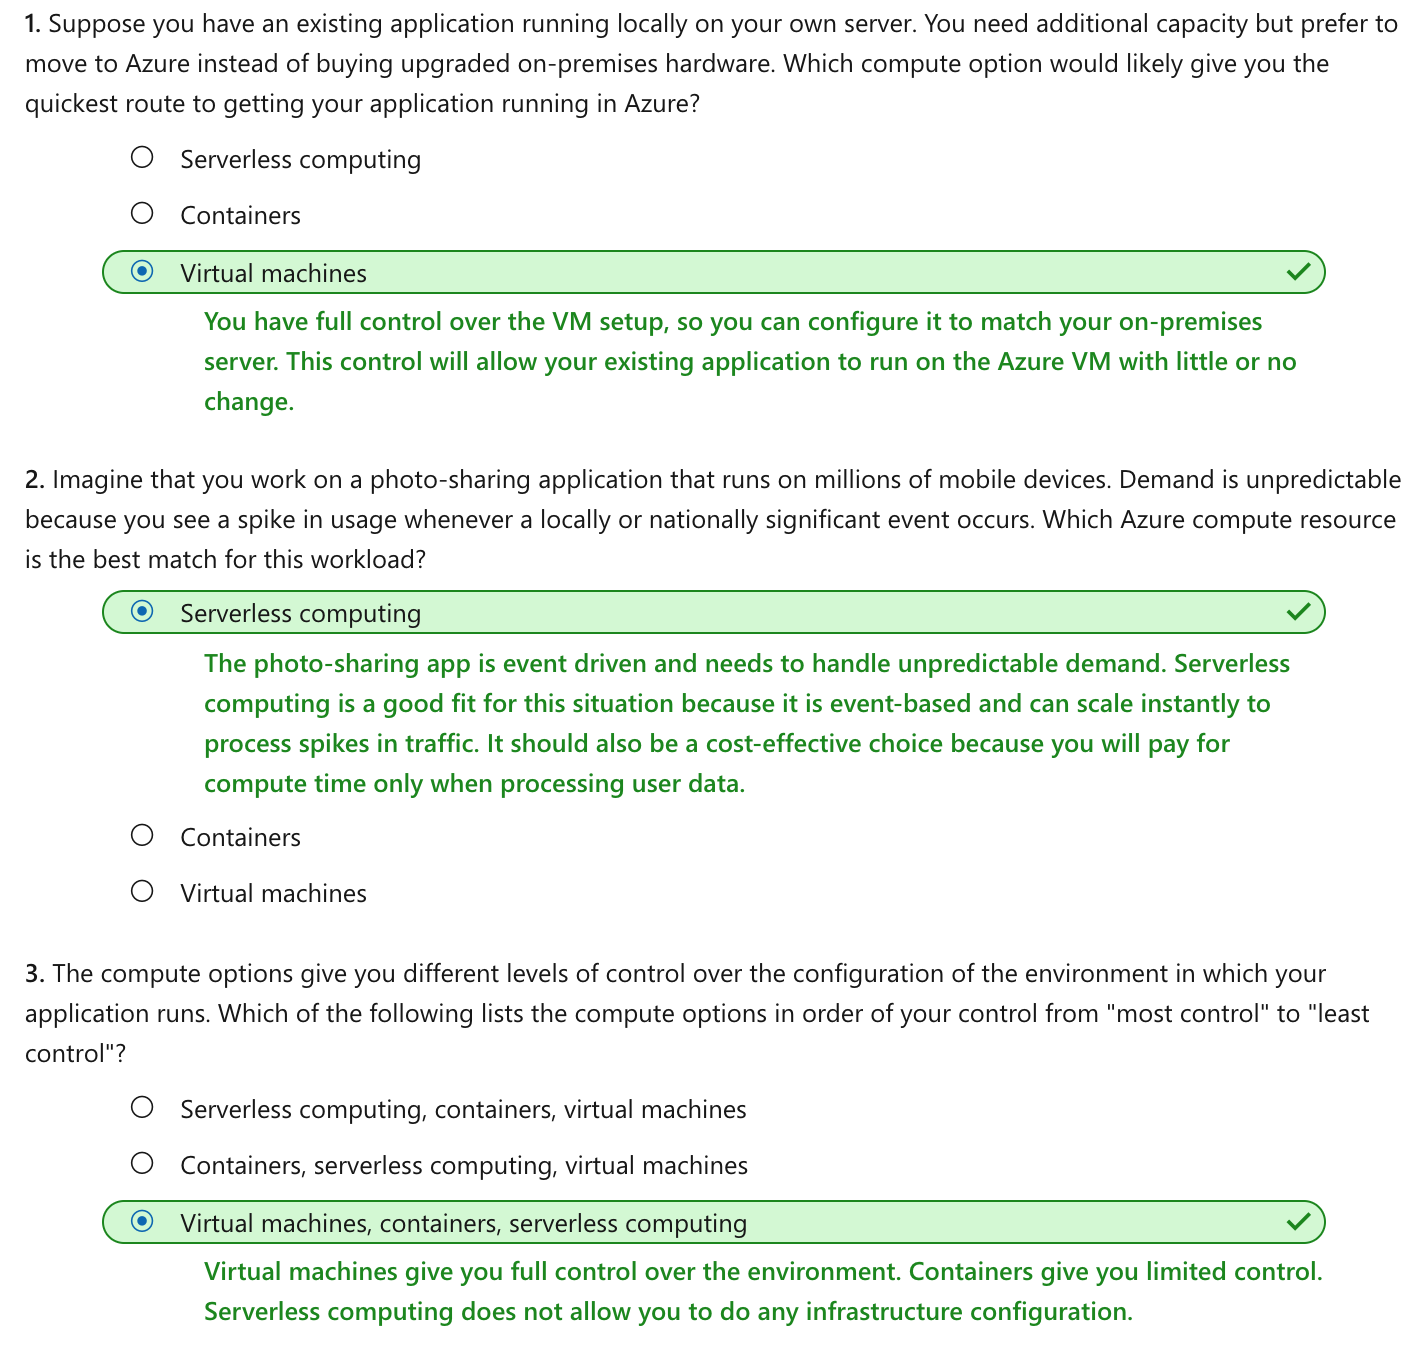 1. Suppose you have an existing application running locally on your own server. You need additional capacity but prefer to
move to Azure instead of buying upgraded on-premises hardware. Which compute option would likely give you the
quickest route to getting your application running in Azure?
Serverless computing
Containers
Virtual machines
You have full control over the VM setup, so you can configure it to match your on-premises
server. This control will allow your existing application to run on the Azure VM with little or no
change.
2. Imagine that you work on a photo-sharing application that runs on millions of mobile devices. Demand is unpredictable
because you see a spike in usage whenever a locally or nationally significant event occurs. Which Azure compute resource
is the best match for this workload?
Serverless computing
The photo-sharing app is event driven and needs to handle unpredictable demand. Serverless
computing is a good fit for this situation because it is event-based and can scale instantly to
process spikes in traffic. It should also be a cost-effective choice because you will pay for
compute time only when processing user data.
Containers
Virtual machines
3. The compute options give you different levels of control over the configuration of the environment in which your
application runs. Which of the following lists the compute options in order of your control from "most control" to "least
control"?
Serverless computing, containers, virtual machines
Containers, serverless computing, virtual machines
Virtual machines, containers, serverless computing
Virtual machines give you full control over the environment. Containers give you limited control.
Serverless computing does not allow you to do any infrastructure configuration.